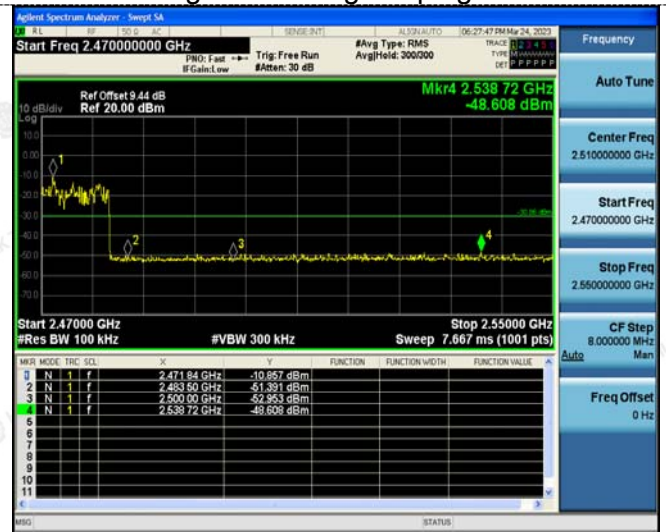 Agilent Spectrum Analyzer - Swept SA
RL RF 50 Ω AC SENSE:INT ALIGNAUTO 06:27:47 PM Mar 24, 2023
Start Freq 2.470000000 GHz
PNO: Fast Trig: Free Run
IFGain:Low #Atten: 30 dB
#Avg Type: RMS
Avg|Hold: 300/300
TRACE 1 2 3 4 5 6
TYPE M
DET P P P P P P
Frequency
Auto Tune
Center Freq
2.510000000 GHz
Start Freq
2.470000000 GHz
Stop Freq
2.550000000 GHz
CF Step
8.000000 MHz
Auto Man
Freq Offset
0 Hz
Mkr4 2.538 72 GHz
-48.608 dBm
Ref Offset 9.44 dB
10 dB/div Ref 20.00 dBm
Log
10.0
0.00
-10.0
-20.0
-30.0
-40.0
-50.0
-60.0
-70.0
1
2
3
4
Start 2.47000 GHz Stop 2.55000 GHz
#Res BW 100 kHz #VBW 300 kHz Sweep 7.667 ms (1001 pts)
MKR MODE TRC SCL X Y FUNCTION FUNCTION WIDTH FUNCTION VALUE
1 N 1 f 2.471 84 GHz -10.857 dBm
2 N 1 f 2.483 50 GHz -51.391 dBm
3 N 1 f 2.500 00 GHz -52.953 dBm
4 N 1 f 2.538 72 GHz -48.608 dBm
5
6
7
8
9
10
11
MSG STATUS